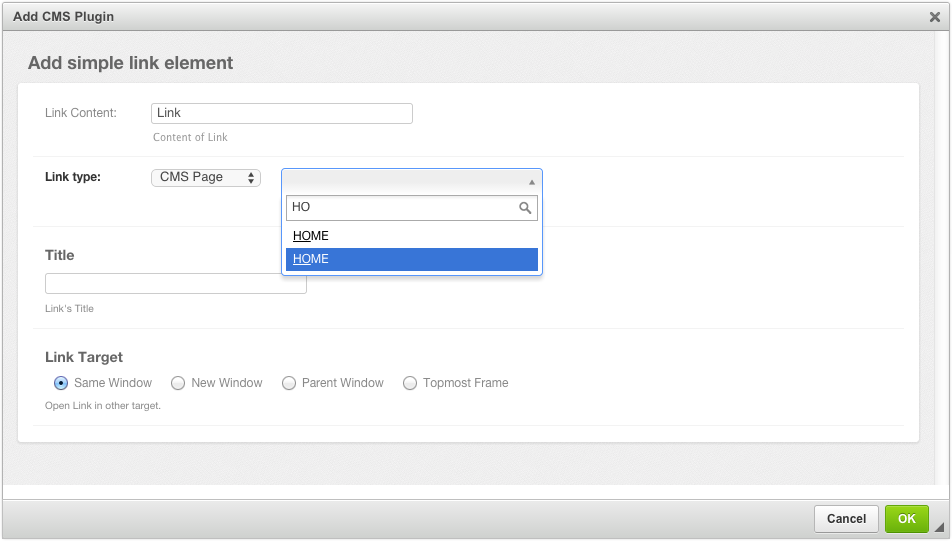 Add CMS Plugin
Add simple link element
Link Content: Link
Content of Link
Link type: CMS Page
HO
HOME
HOME
Title
Link's Title
Link Target
Same Window New Window Parent Window Topmost Frame
Open Link in other target.
Cancel OK